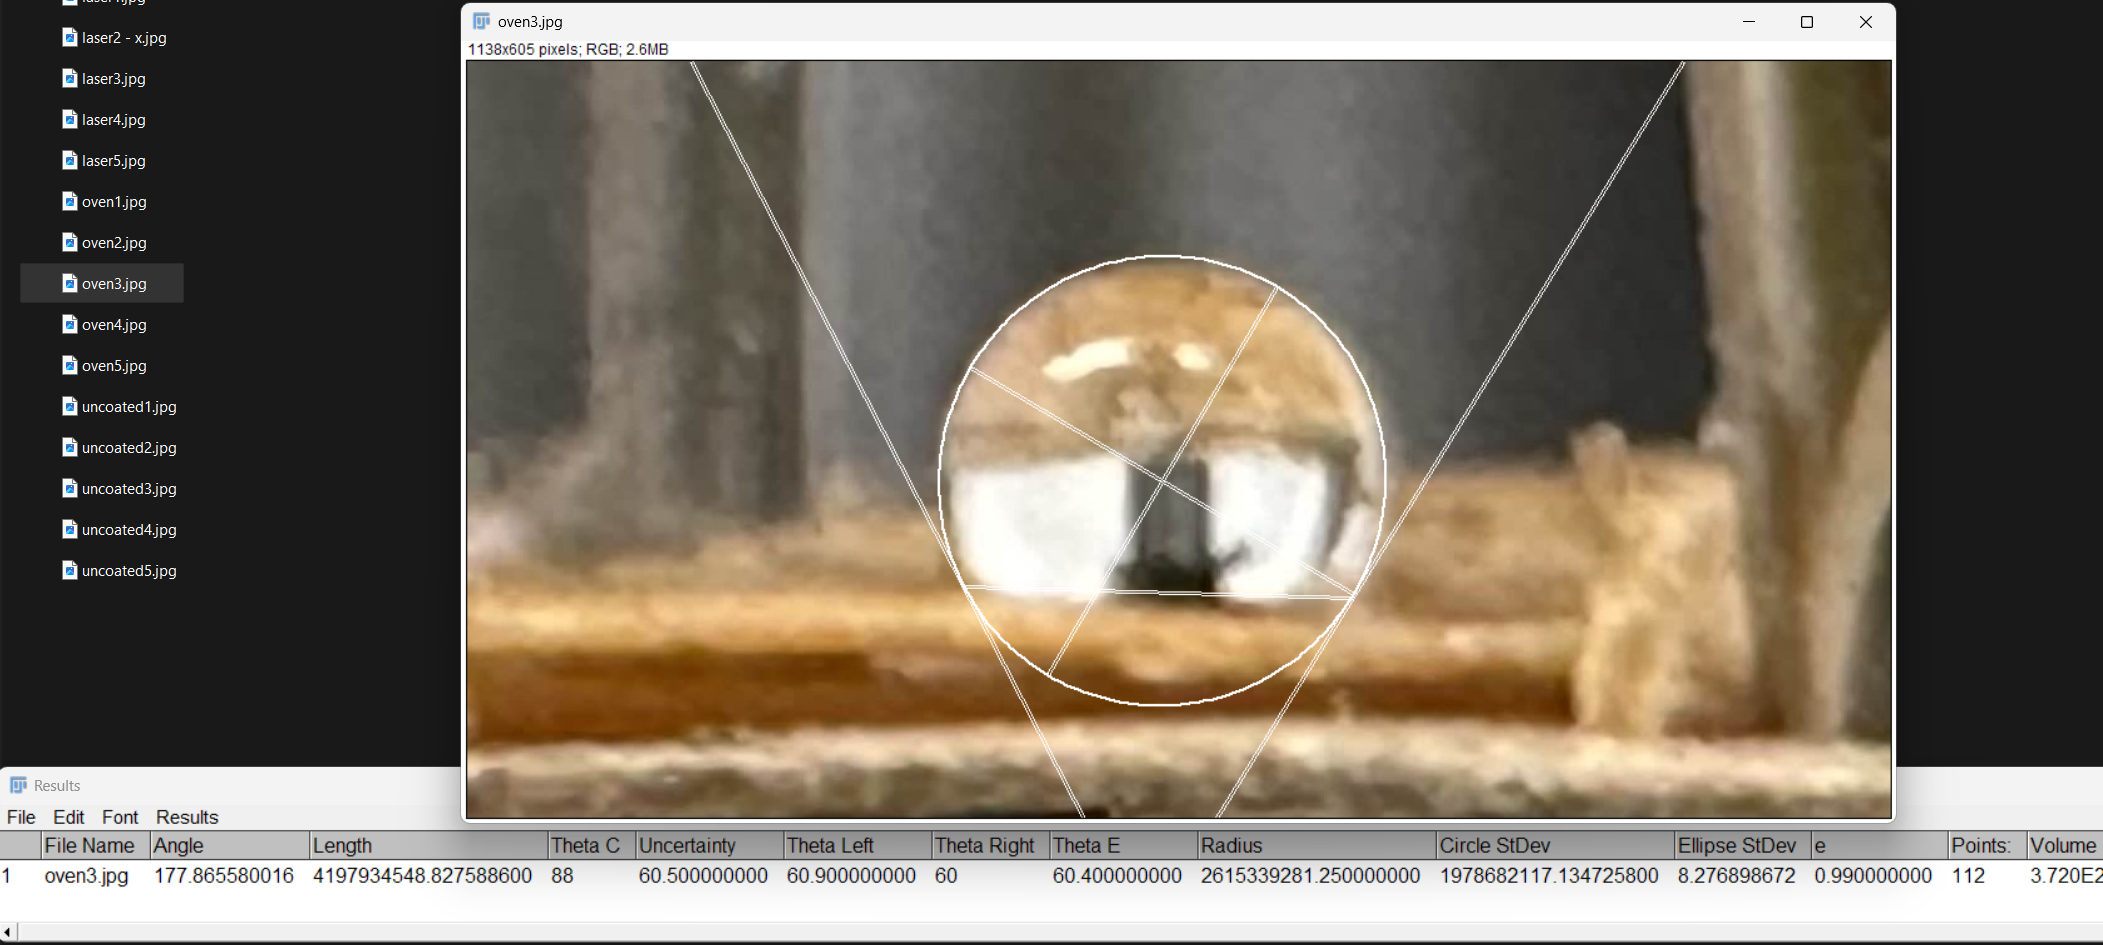 laser2 - x.jpg
laser3.jpg
laser4.jpg
laser5.jpg
oven1.jpg
oven2.jpg
oven3.jpg
oven4.jpg
oven5.jpg
uncoated1.jpg
uncoated2.jpg
uncoated3.jpg
uncoated4.jpg
uncoated5.jpg
oven3.jpg
1138x605 pixels; RGB; 2.6MB
Results
File Edit Font Results
File Name Angle Length Theta C Uncertainty Theta Left Theta Right Theta E Radius Circle StDev Ellipse StDev e Points: Volume
1 oven3.jpg 177.865580016 4197934548.827588600 88 60.500000000 60.900000000 60 60.400000000 2615339281.250000000 1978682117.134725800 8.276898672 0.990000000 112 3.720E2